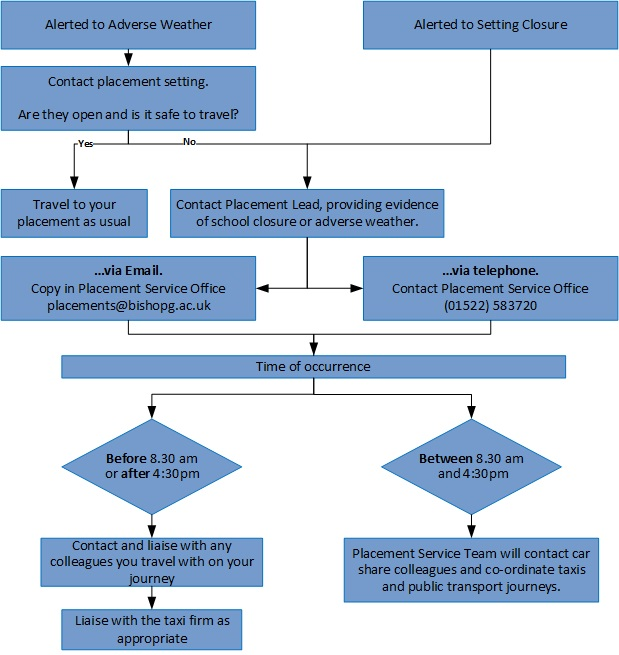 Alerted to Adverse Weather
Alerted to Setting Closure
Contact placement setting.
Are they open and is it safe to travel?
Yes
No
Travel to your
placement as usual
Contact Placement Lead, providing evidence
of school closure or adverse weather.
...via Email.
Copy in Placement Service Office
placements@bishopg.ac.uk
...via telephone.
Contact Placement Service Office
(01522) 583720
Time of occurrence
Before 8.30 am
or after 4:30pm
Between 8.30 am
and 4:30pm
Contact and liaise with any
colleagues you travel with on your
journey
Placement Service Team will contact car
share colleagues and co-ordinate taxis
and public transport journeys.
Liaise with the taxi firm as
appropriate